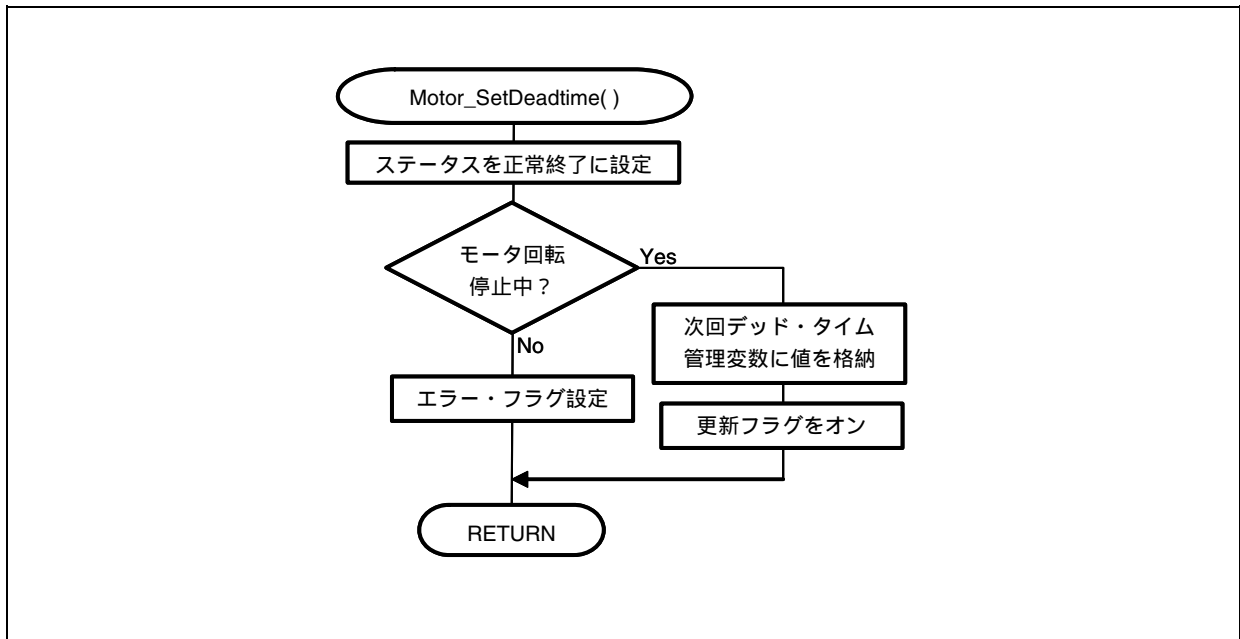 Motor_SetDeadtime( )
ステータスを正常終了に設定
モータ回転
停止中？
Yes
次回デッド・タイム
管理変数に値を格納
No
エラー・フラグ設定
更新フラグをオン
RETURN